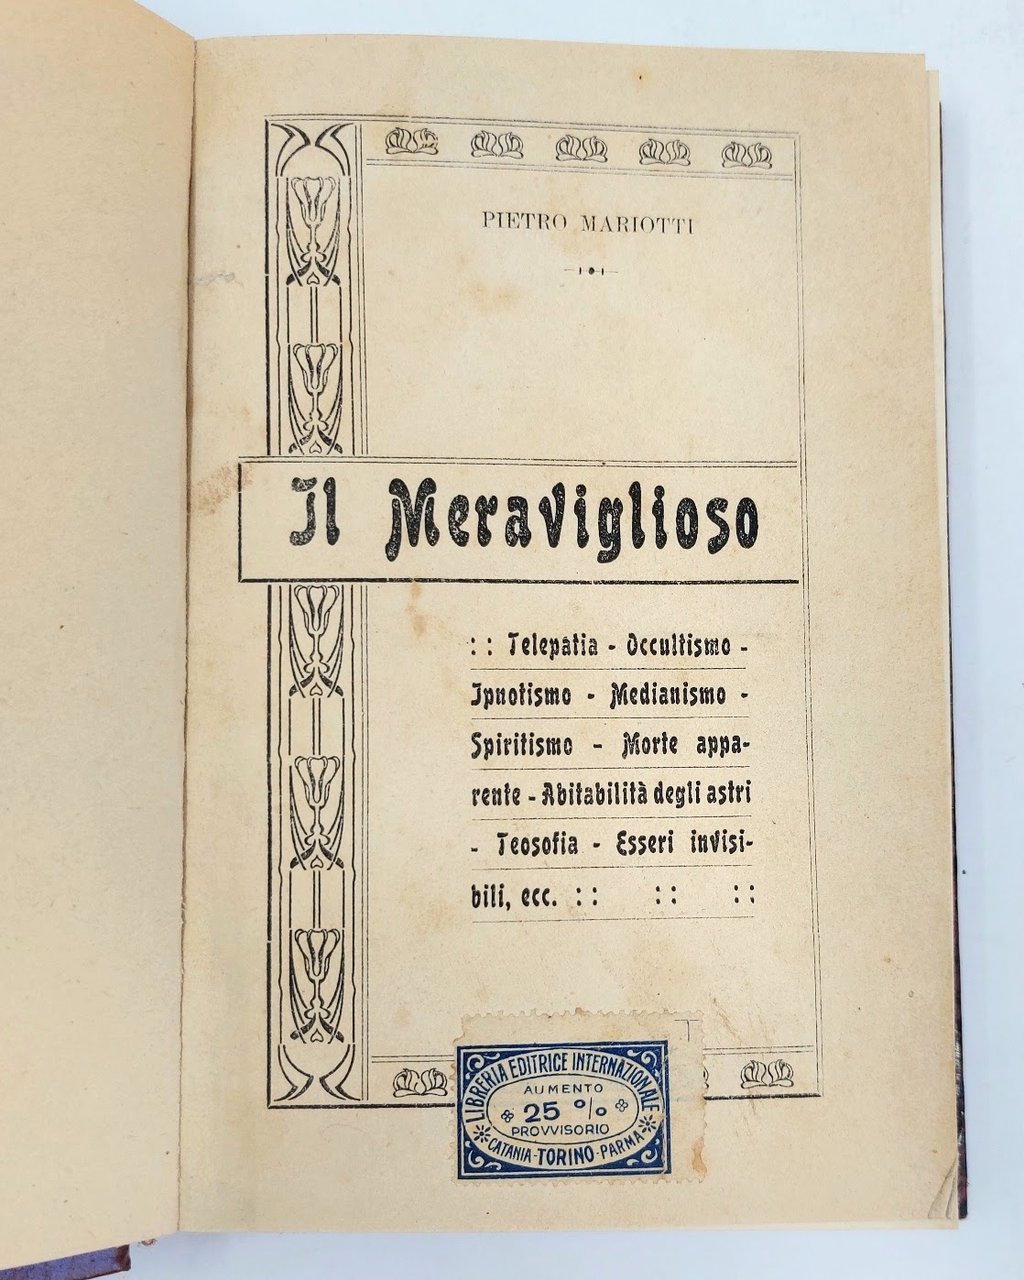 PIETRO MARIOTTI
Il Meraviglioso
: : Telepatia - Occultismo -
Ipnotismo - Medianismo -
Spiritismo - Morte appa-
rente - Abitabilità degli astri
- Teosofia - Esseri invisi-
bili, ecc. : : : : : :
T
LIBRERIA EDITRICE INTERNAZIONALE
AUMENTO
25 %
PROVVISORIO
CATANIA-TORINO-PARMA